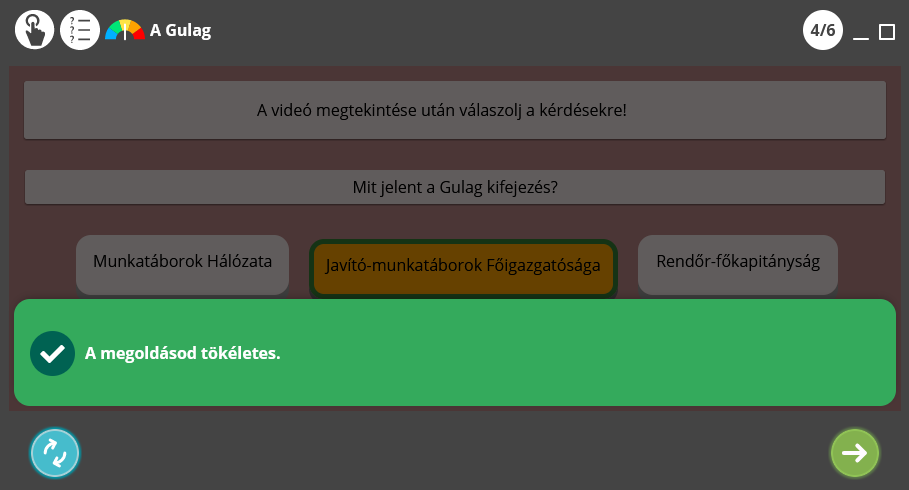 ?
?
?
A Gulag
4/6
A videó megtekintése után válaszolj a kérdésekre!
Mit jelent a Gulag kifejezés?
Munkatáborok Hálózata
Javító-munkatáborok Főigazgatósága
Rendőr-főkapitányság
A megoldásod tökéletes.